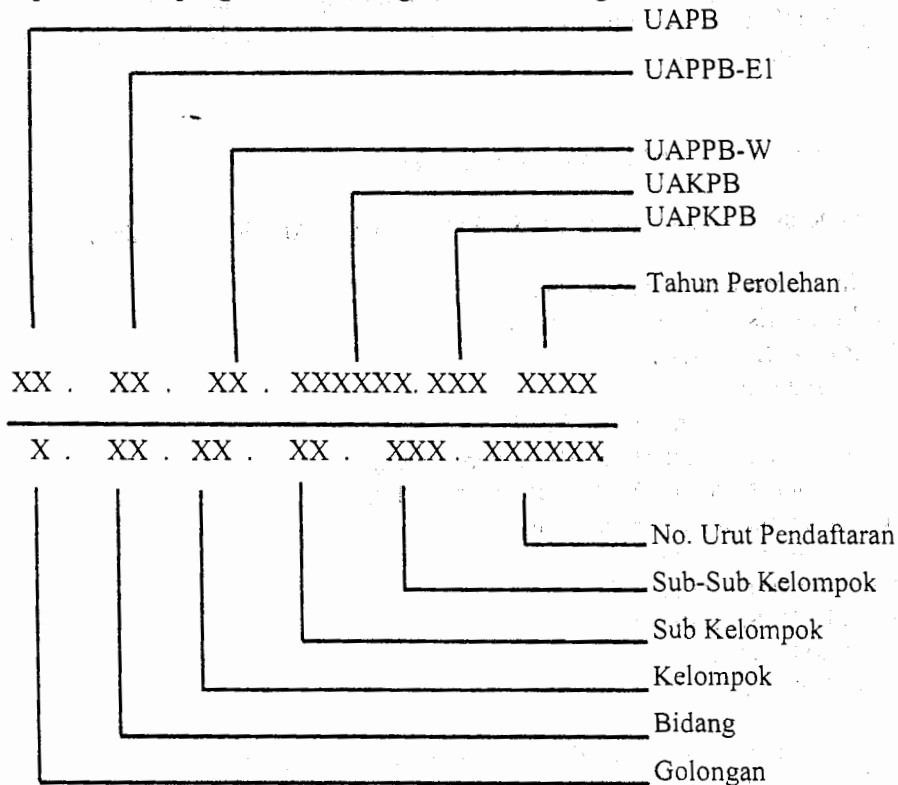 UAPB
UAPPB-E1
UAPPB-W
UAKPB
UAPKPB
Tahun Perolehan
XX . XX . XX . XXXXXX. XXX XXXX
X . XX . XX . XX . XXX. XXXXXX
No. Urut Pendaftaran
Sub-Sub Kelompok
Sub Kelompok
Kelompok
Bidang
Golongan